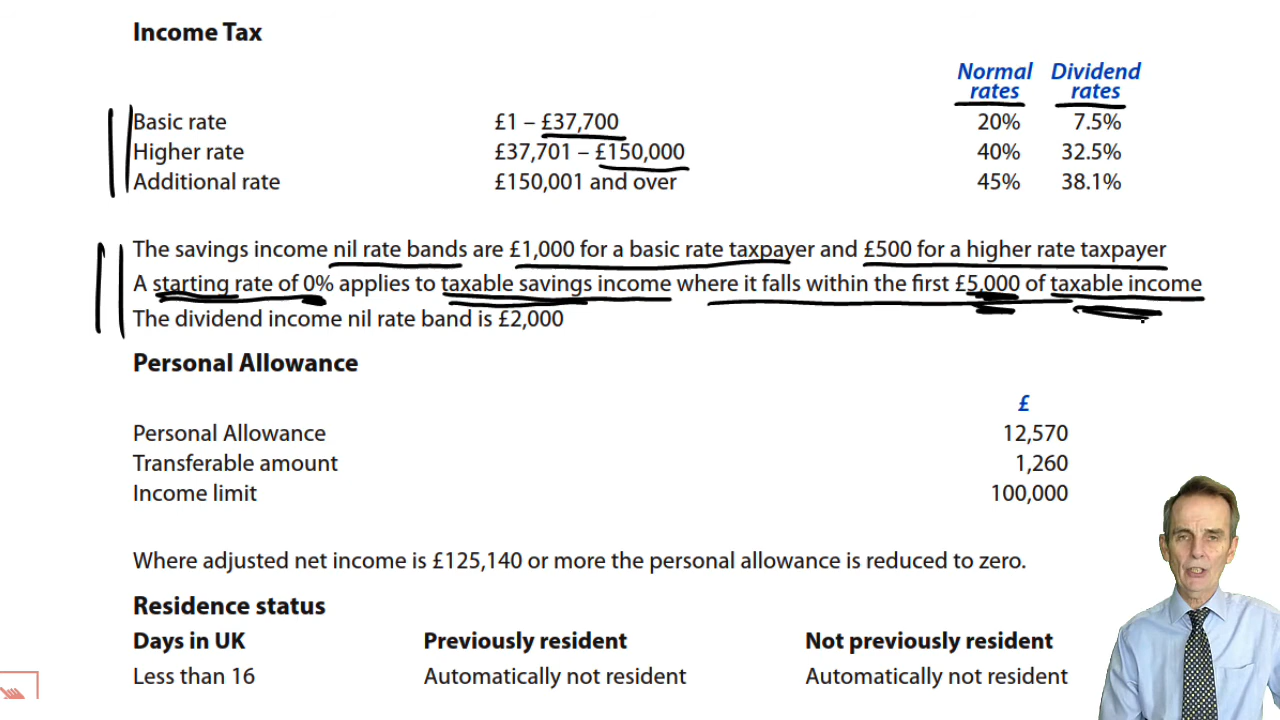 Income Tax
Normal rates Dividend rates
Basic rate £1 – £37,700 20% 7.5%
Higher rate £37,701 – £150,000 40% 32.5%
Additional rate £150,001 and over 45% 38.1%
The savings income nil rate bands are £1,000 for a basic rate taxpayer and £500 for a higher rate taxpayer
A starting rate of 0% applies to taxable savings income where it falls within the first £5,000 of taxable income
The dividend income nil rate band is £2,000
Personal Allowance
£
Personal Allowance 12,570
Transferable amount 1,260
Income limit 100,000
Where adjusted net income is £125,140 or more the personal allowance is reduced to zero.
Residence status
Days in UK Previously resident Not previously resident
Less than 16 Automatically not resident Automatically not resident